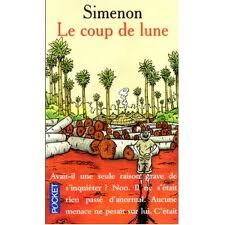 Simenon
Le coup de lune
Avait-il une seule raison grave de
s'inquiéter ? Non. Il ne s'était
rien passé d'anormal. Aucune
menace ne pesait sur lui. C'était
POCKET